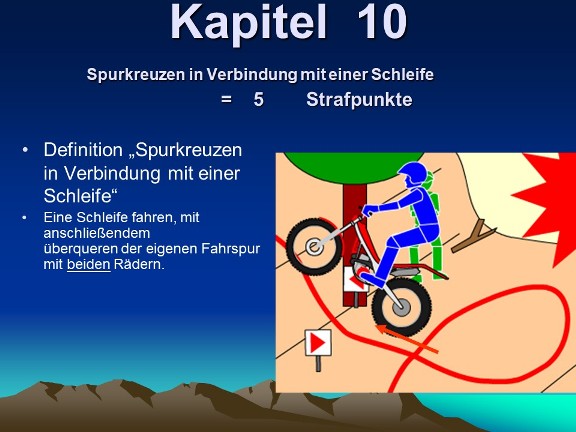 Kapitel 10
Spurkreuzen in Verbindung mit einer Schleife
= 5 Strafpunkte
• Definition „Spurkreuzen
in Verbindung mit einer
Schleife“
• Eine Schleife fahren, mit
anschließendem
überqueren der eigenen Fahrspur
mit beiden Rädern.